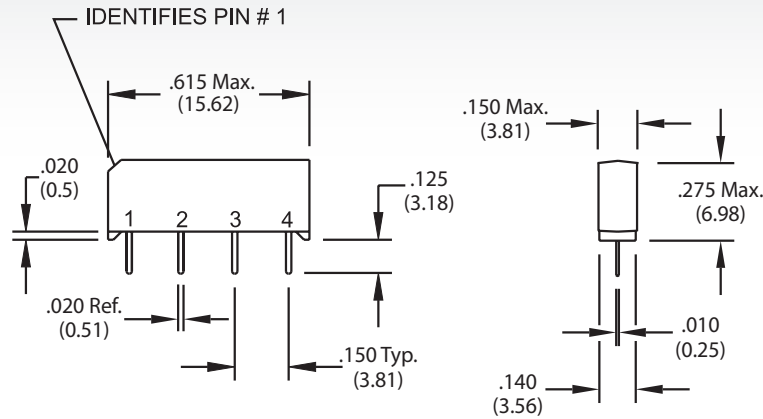 IDENTIFIES PIN # 1
.615 Max.
(15.62)
.150 Max.
(3.81)
.020
(0.5)
.125
(3.18)
.275 Max.
(6.98)
1 2 3 4
.020 Ref.
(0.51)
.150 Typ.
(3.81)
.010
(0.25)
.140
(3.56)